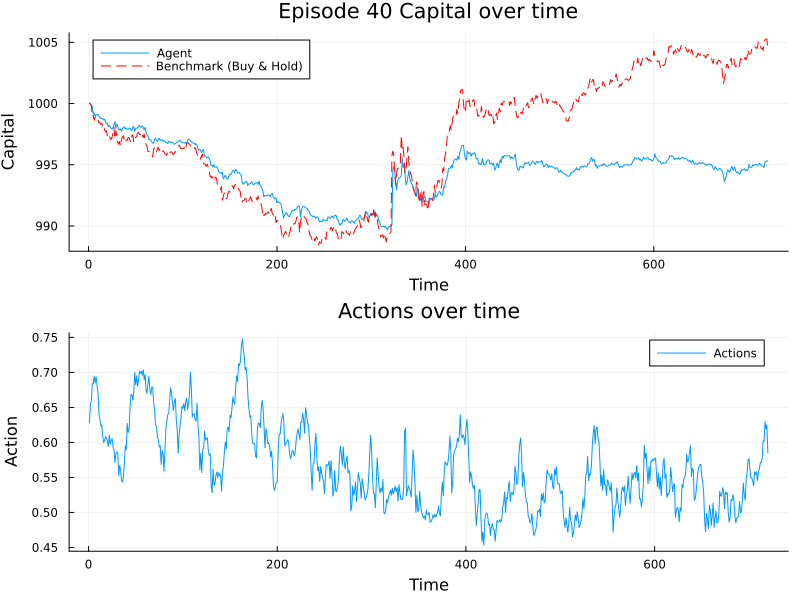 Episode 40 Capital over time
1005
1000
995
990
Capital
Agent
Benchmark (Buy & Hold)
0 200 400 600
Time
Actions over time
0.75
0.70
0.65
0.60
0.55
0.50
0.45
Action
Actions
0 200 400 600
Time